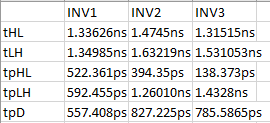 INV1 INV2 INV3
tHL 1.33626ns 1.4745ns 1.31515ns
tLH 1.34985ns 1.63219ns 1.531053ns
tpHL 522.361ps 394.35ps 138.373ps
tpLH 592.455ps 1.26010ns 1.4328ns
tpD 557.408ps 827.225ps 785.5865ps